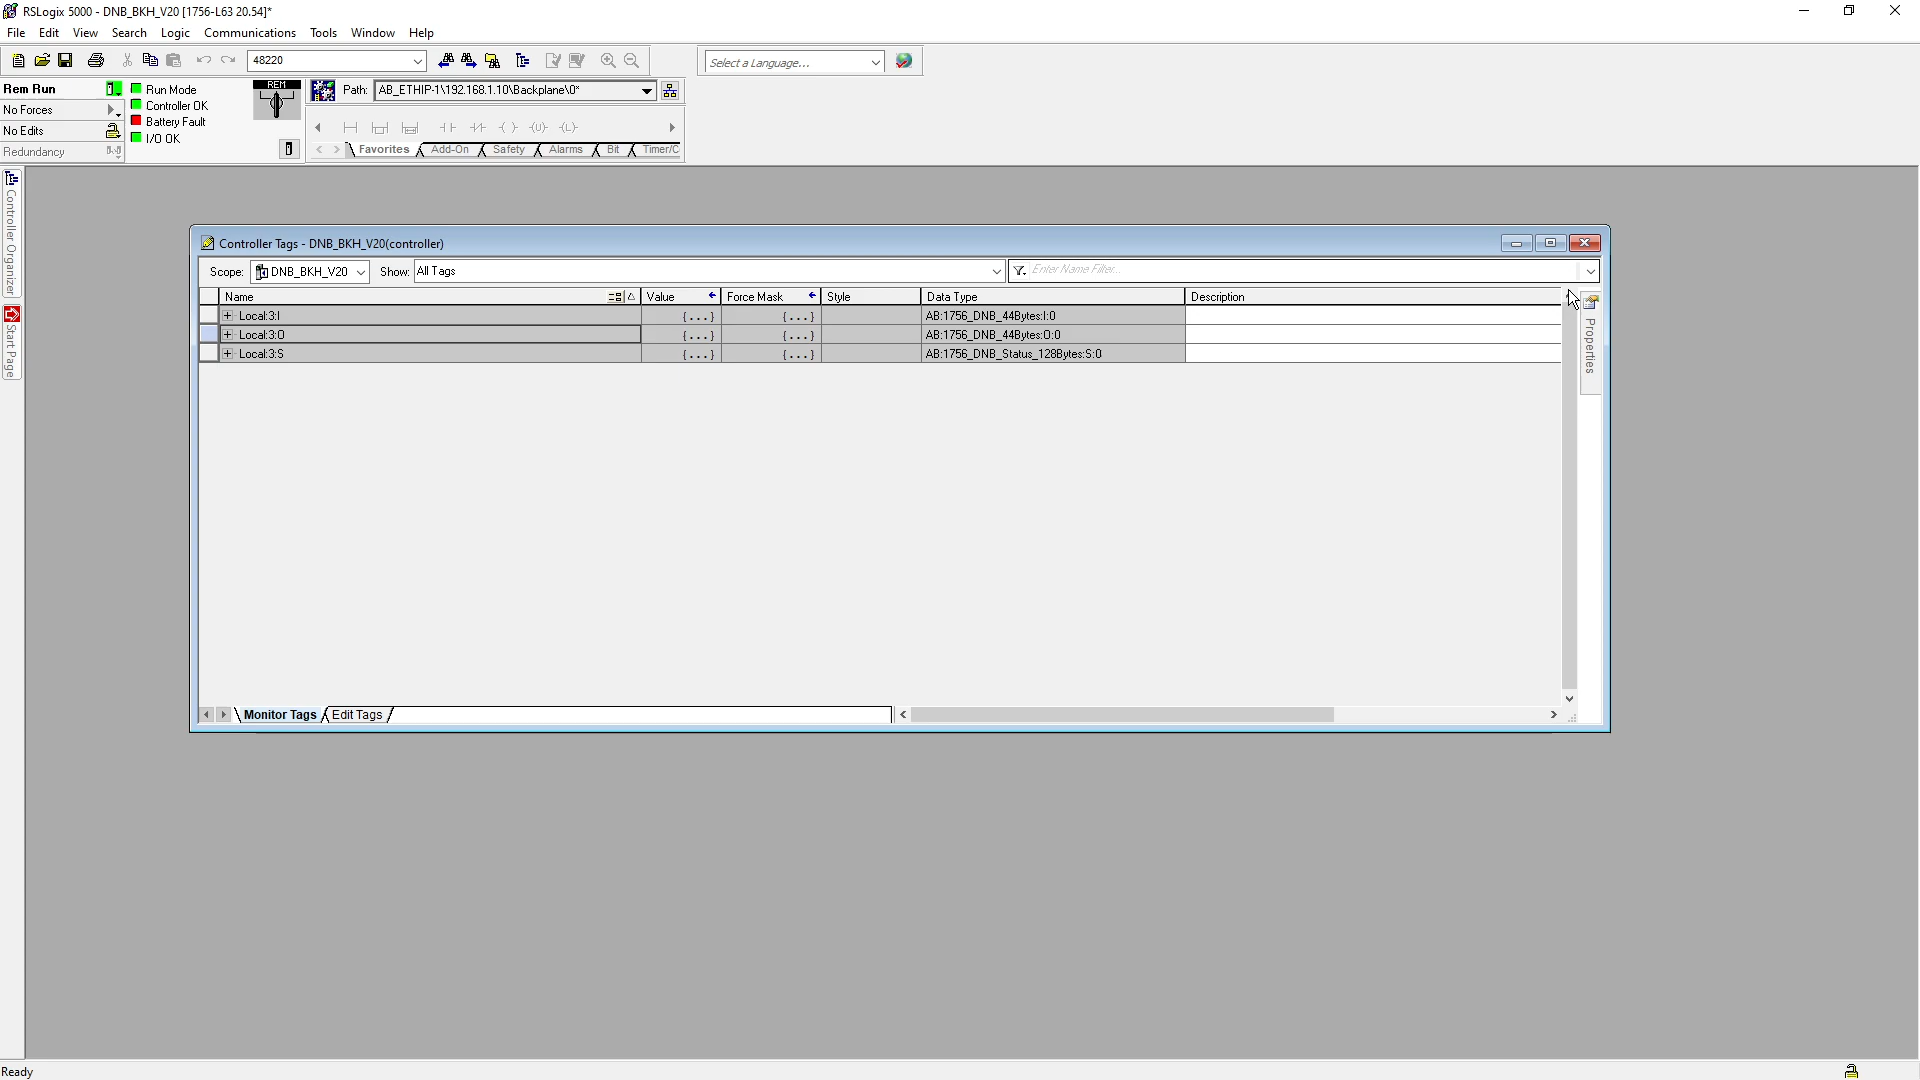 RSLogix 5000 - DNB_BKH_V20 [1756-L63 20.54]*
File Edit View Search Logic Communications Tools Window Help
48220
Select a Language...
Rem Run
No Forces
No Edits
Redundancy
Run Mode
Controller OK
Battery Fault
I/O OK
REM
Path: AB_ETHIP-1\192.168.1.10\Backplane\0*
Favorites Add-On Safety Alarms Bit Timer/C
Controller Organizer
Start Page
Controller Tags - DNB_BKH_V20(controller)
Scope: DNB_BKH_V20 Show: All Tags Enter Name Filter...
Name Value Force Mask Style Data Type Description
Local:3:I {...} {...} AB:1756_DNB_44Bytes:I:0
Local:3:O {...} {...} AB:1756_DNB_44Bytes:O:0
Local:3:S {...} {...} AB:1756_DNB_Status_128Bytes:S:0
Properties
Monitor Tags Edit Tags
Ready